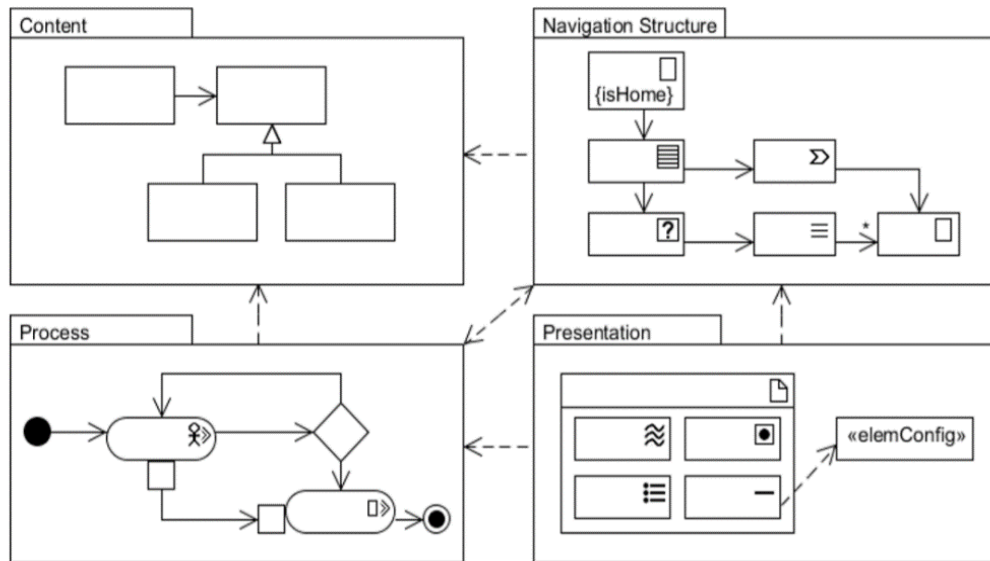 Content
Navigation Structure
{isHome}
?
*
Process
Presentation
«elemConfig»